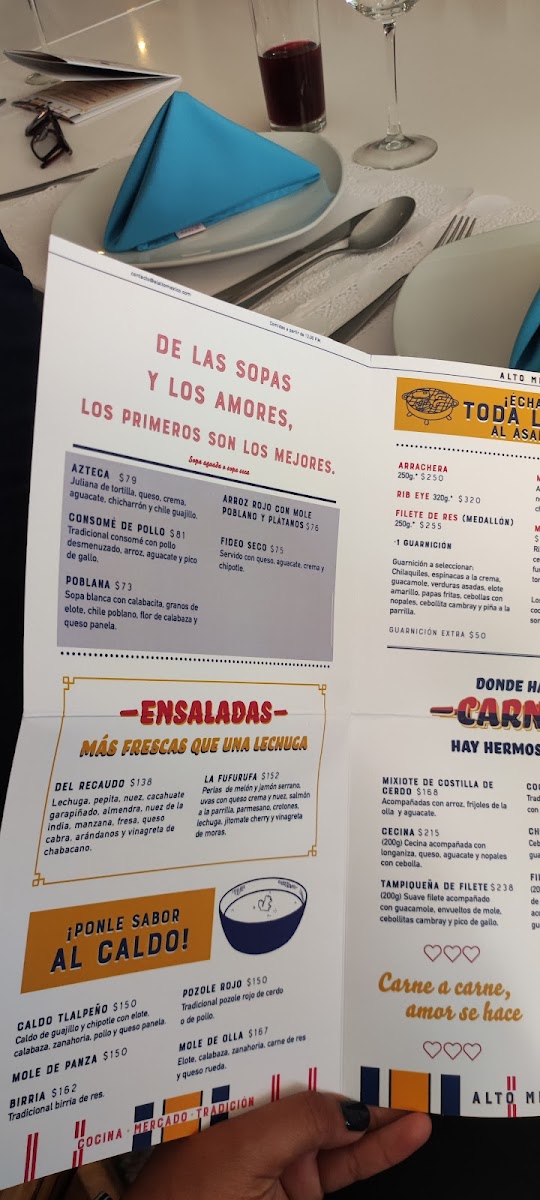 contacto@elaltomexico.com
DE LAS SOPAS
Y LOS AMORES,
LOS PRIMEROS SON LOS MEJORES.
Sopa aguada o sopa seca
AZTECA $79
Juliana de tortilla, queso, crema,
aguacate, chicharrón y chile guajillo.
CONSOMÉ DE POLLO $81
Tradicional consomé con pollo
desmenuzado, arroz, aguacate y pico
de gallo.
POBLANA $73
Sopa blanca con calabacita, granos de
elote, chile poblano, flor de calabaza y
queso panela.
ARROZ ROJO CON MOLE
POBLANO Y PLATANOS $76
FIDEO SECO $75
Servido con queso, aguacate, crema y
chipotle.
-ENSALADAS-
MÁS FRESCAS QUE UNA LECHUGA
DEL RECAUDO $138
Lechuga, pepita, nuez, cacahuate
garapiñado, almendra, nuez de la
india, manzana, fresa, queso
cabra, arándanos y vinagreta de
chabacano.
LA FUFURUFA $152
Perlas de melón y jamón serrano,
uvas con queso crema y nuez, salmón
a la parrilla, parmesano, crotones,
lechuga, jitomate cherry y vinagreta
de moras.
¡PONLE SABOR
AL CALDO!
CALDO TLALPEÑO $150
Caldo de guajillo y chipotle con elote,
calabaza, zanahoria, pollo y queso panela.
MOLE DE PANZA $150
BIRRIA $162
Tradicional birria de res.
POZOLE ROJO $150
Tradicional pozole rojo de cerdo
o de pollo.
MOLE DE OLLA $167
Elote, calabaza, zanahoria, carne de res
y queso rueda.
COCINA · MERCADO · TRADICIÓN
ALTO ME
¡ECHA
TODA L
AL ASA
ARRACHERA
250g.* $250
RIB EYE 320g.* $320
FILETE DE RES (MEDALLÓN)
250g.* $255
·1 GUARNICIÓN
Guarnición a seleccionar:
Chilaquiles, espinacas a la crema,
guacamole, verduras asadas, elote
amarillo, papas fritas, cebollas con
nopales, cebollita cambray y piña a la
parrilla.
GUARNICIÓN EXTRA $50
DONDE HA
-CARN
HAY HERMOS
MIXIOTE DE COSTILLA DE
CERDO $168
Acompañadas con arroz, frijoles de la
olla y aguacate.
CECINA $215
(200g) Cecina acompañada con
longaniza, queso, aguacate y nopales
con cebolla.
TAMPIQUEÑA DE FILETE $238
(200g) Suave filete acompañado
con guacamole, envueltos de mole,
cebollitas cambray y pico de gallo.
Carne a carne,
amor se hace
ALTO ME